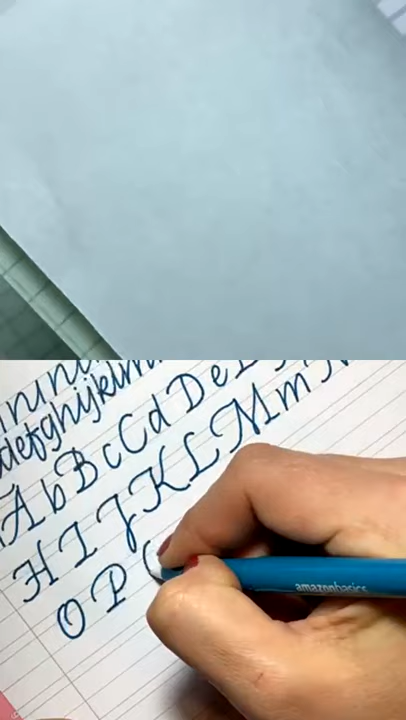 defghijklm
A b B c C d D e
H I J K L M m N
O P
amazonbasics